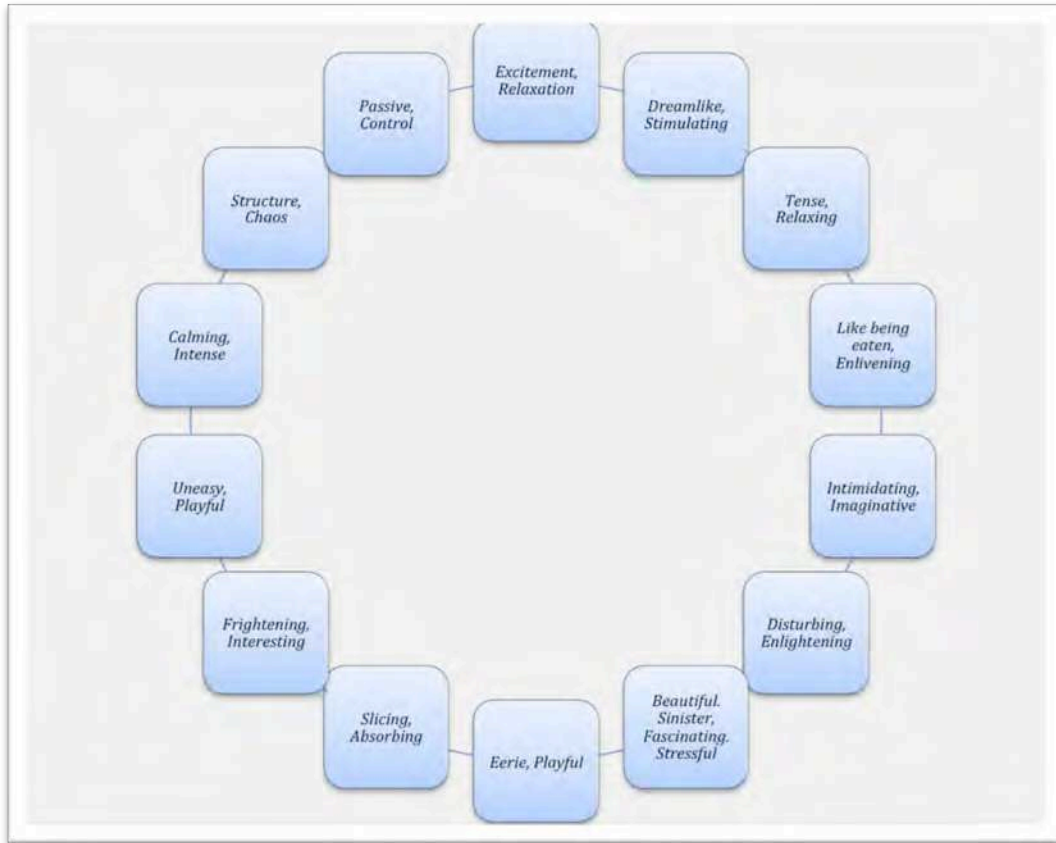 Excitement,
Relaxation
Dreamlike,
Stimulating
Tense,
Relaxing
Like being
eaten,
Enlivening
Intimidating,
Imaginative
Disturbing,
Enlightening
Beautiful.
Sinister,
Fascinating.
Stressful
Eerie, Playful
Slicing,
Absorbing
Frightening,
Interesting
Uneasy,
Playful
Calming,
Intense
Structure,
Chaos
Passive,
Control